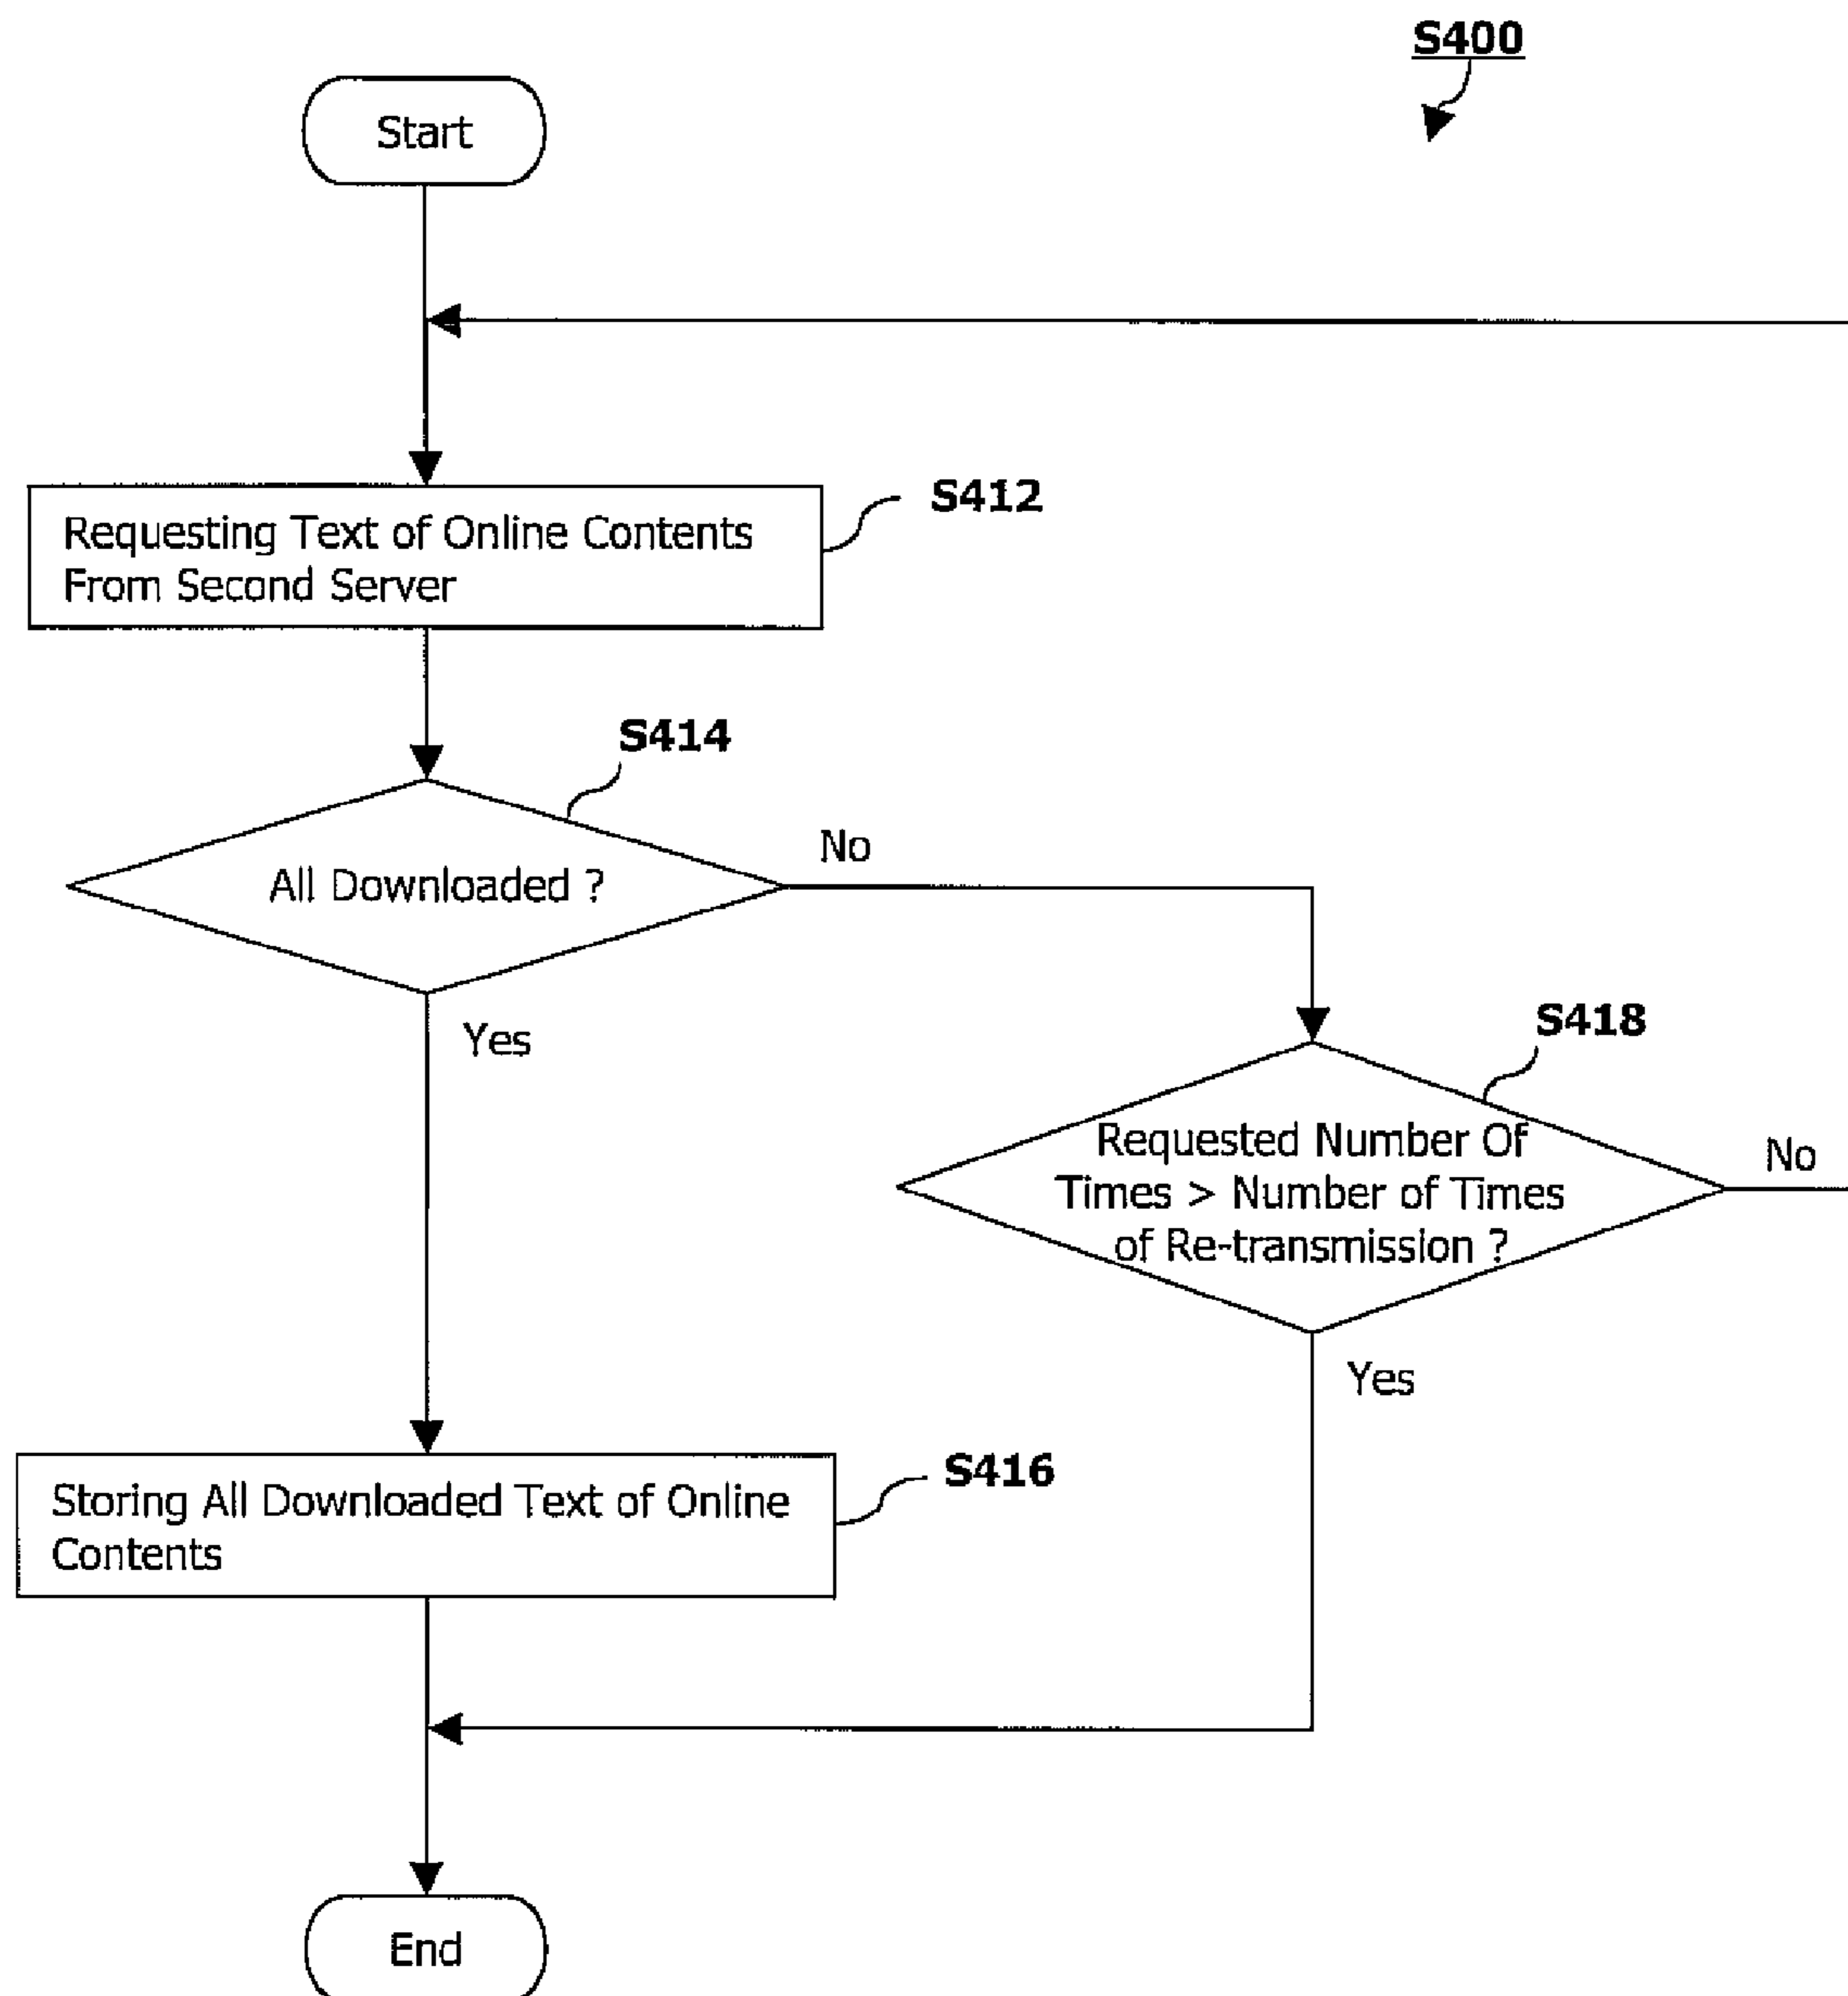 S400
Start
Requesting Text of Online Contents
From Second Server
S412
S414
All Downloaded ?
No
Yes
S418
Requested Number Of
Times > Number of Times
of Re-transmission ?
No
Yes
Storing All Downloaded Text of Online
Contents
S416
End